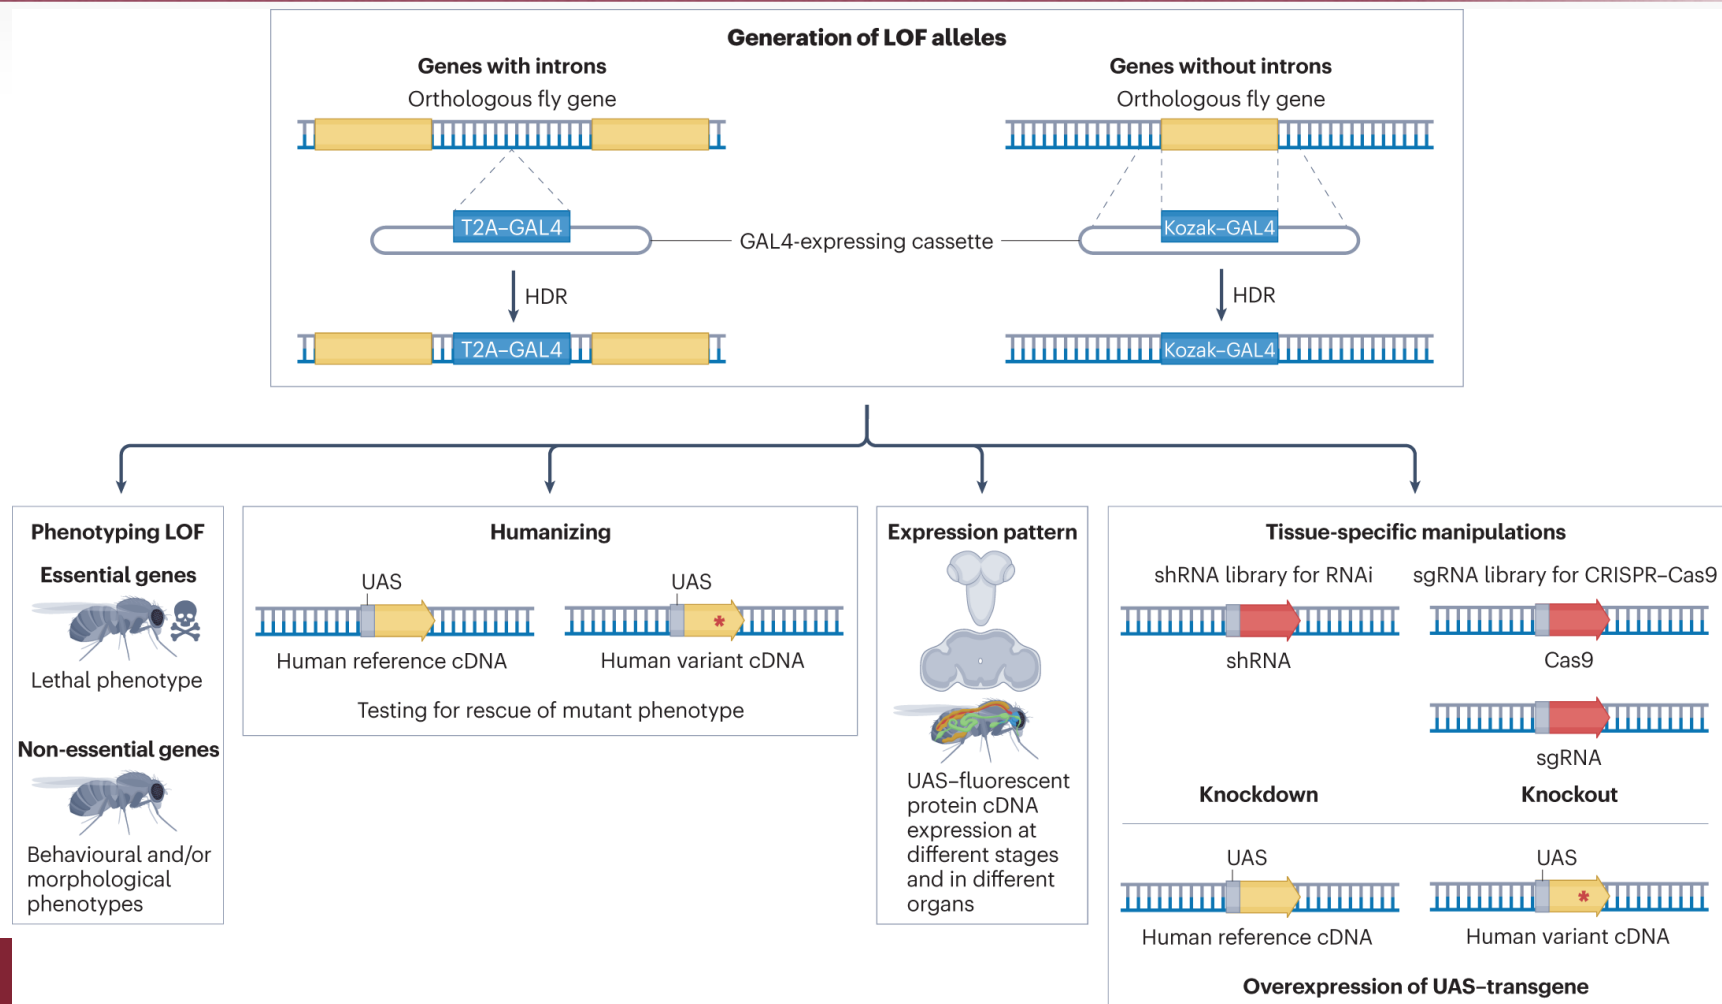 Generation of LOF alleles
Genes with introns
Orthologous fly gene
T2A–GAL4
HDR
T2A–GAL4
GAL4-expressing cassette
Genes without introns
Orthologous fly gene
Kozak–GAL4
HDR
Kozak–GAL4
Phenotyping LOF
Essential genes
Lethal phenotype
Non-essential genes
Behavioural and/or
morphological
phenotypes
Humanizing
UAS
Human reference cDNA
UAS
*
Human variant cDNA
Testing for rescue of mutant phenotype
Expression pattern
UAS–fluorescent
protein cDNA
expression at
different stages
and in different
organs
Tissue-specific manipulations
shRNA library for RNAi
shRNA
Knockdown
sgRNA library for CRISPR–Cas9
Cas9
sgRNA
Knockout
UAS
Human reference cDNA
UAS
*
Human variant cDNA
Overexpression of UAS–transgene